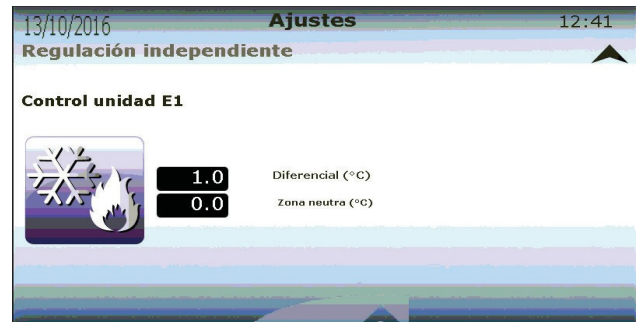 13/10/2016 Ajustes 12:41
Regulación independiente
Control unidad E1
1.0 Diferencial (°C)
0.0 Zona neutra (°C)